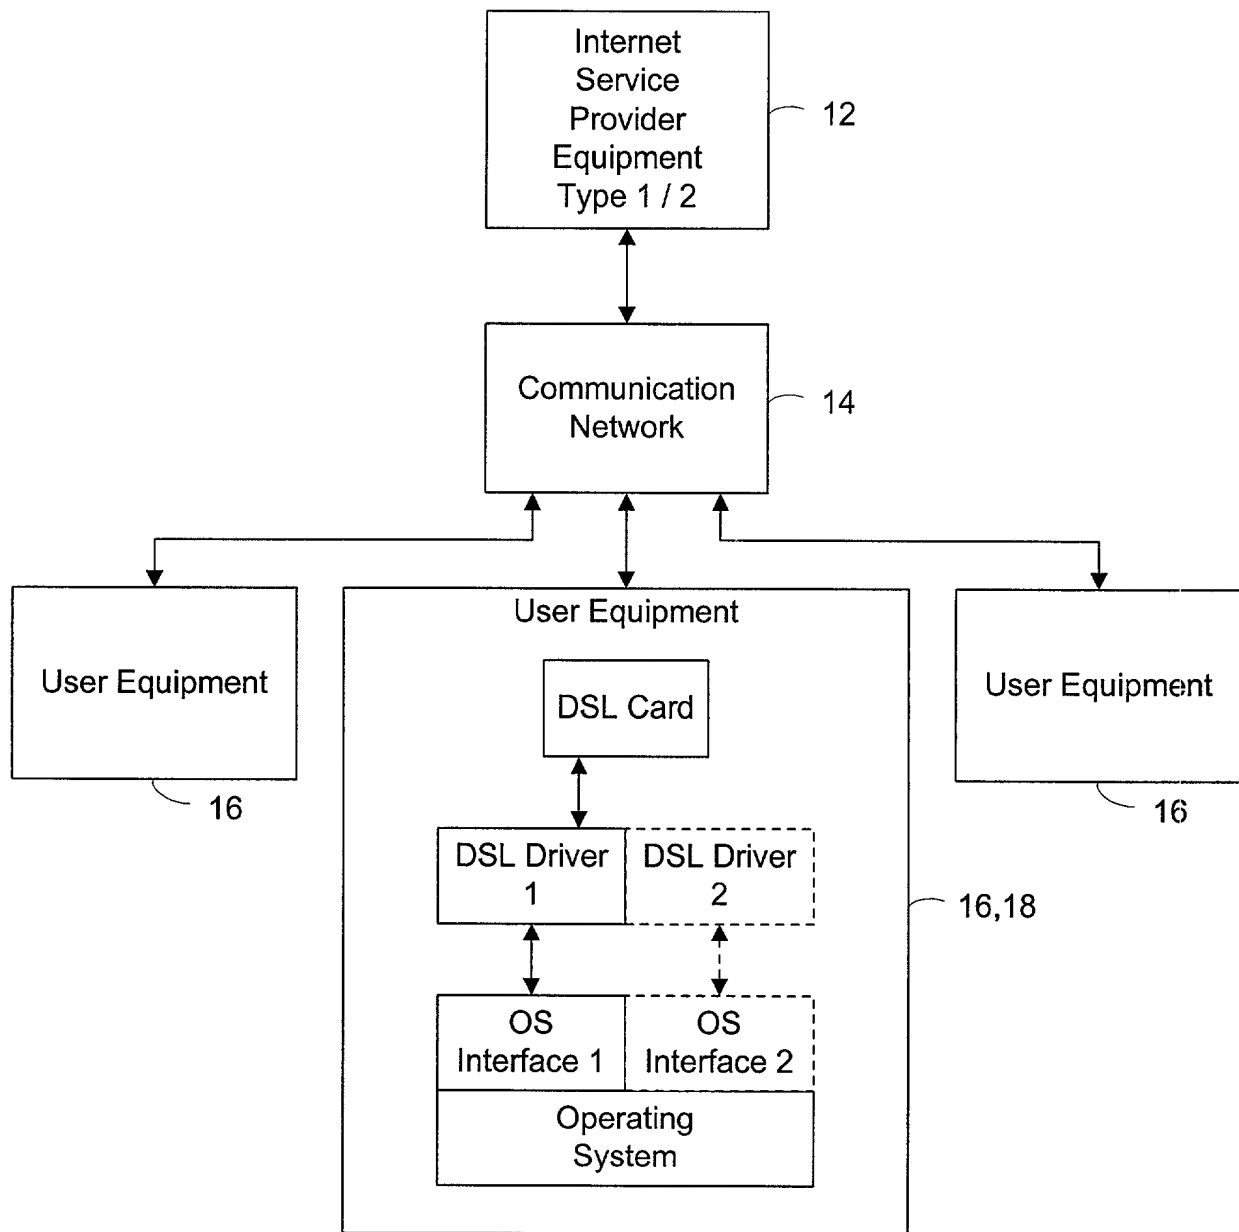 Internet
Service
Provider
Equipment
Type 1 / 2
12
Communication
Network
14
User Equipment
16
User Equipment
DSL Card
DSL Driver
1
DSL Driver
2
16,18
OS
Interface 1
OS
Interface 2
Operating
System
User Equipment
16